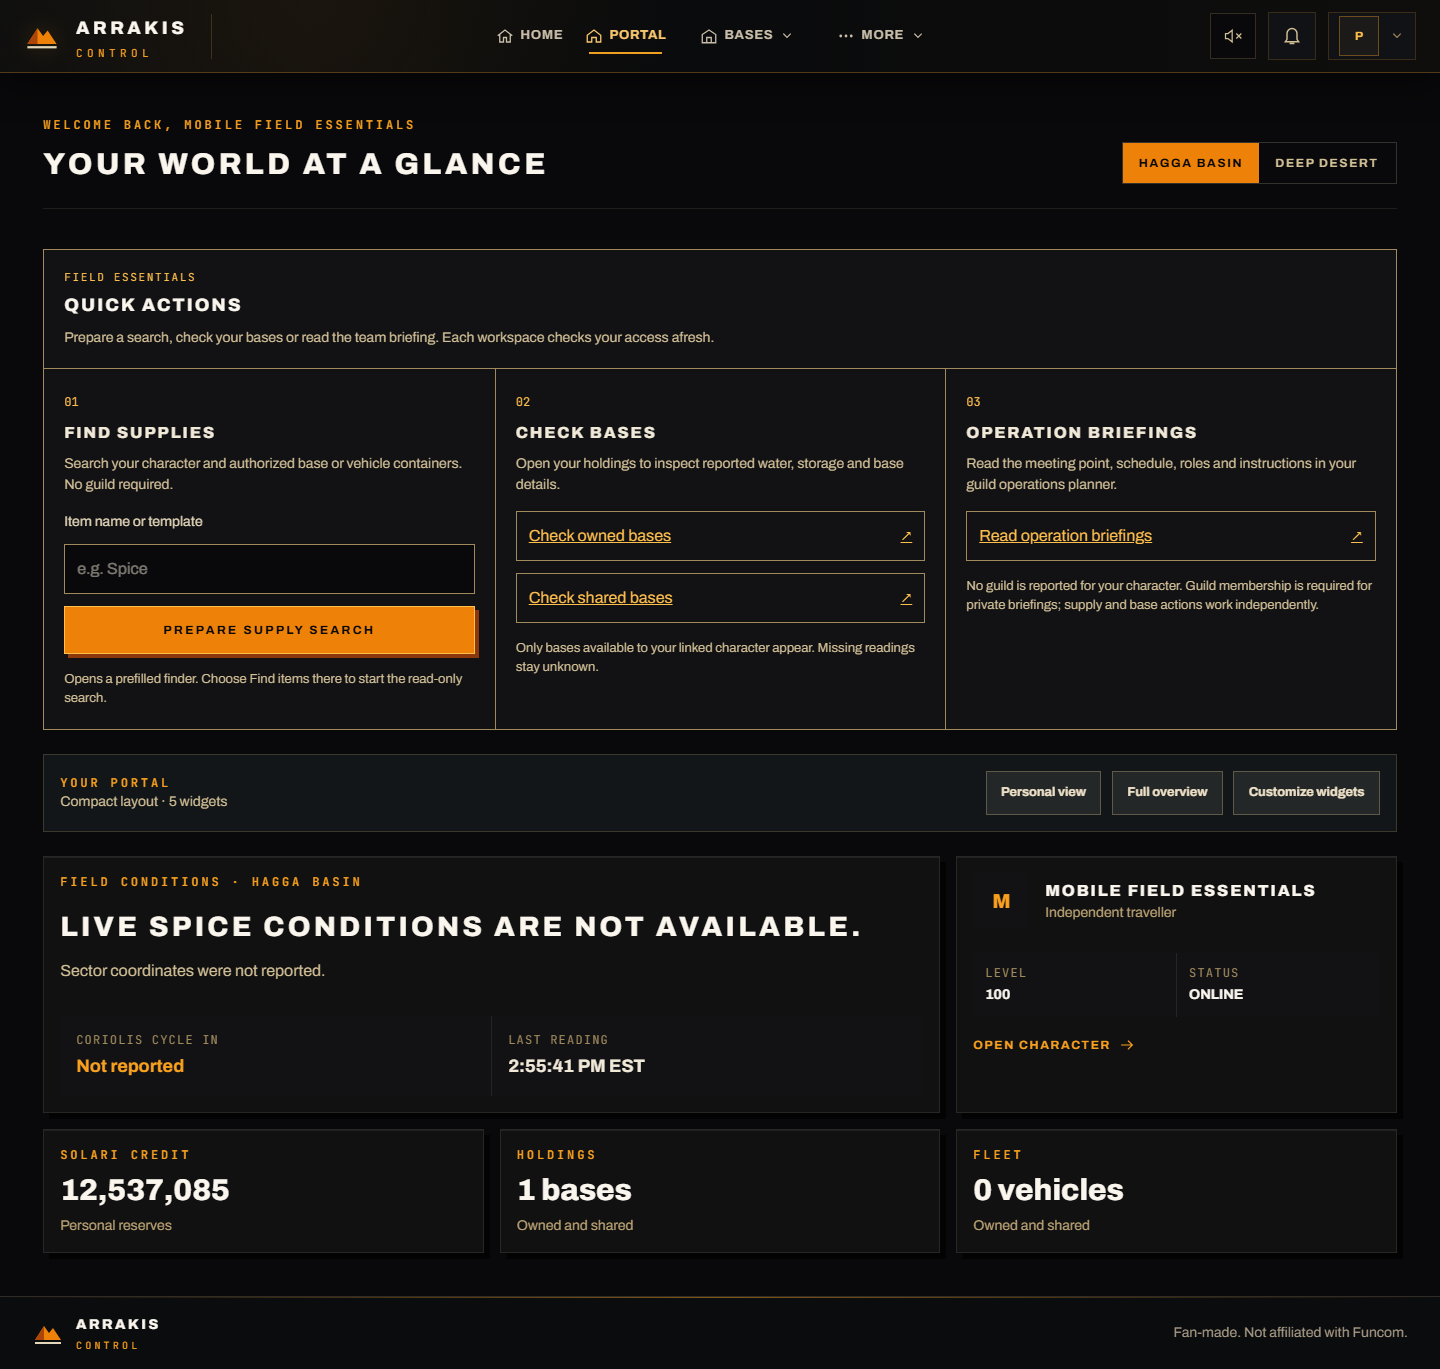 ARRAKIS
CONTROL
HOME
PORTAL
BASES
MORE
P
WELCOME BACK, MOBILE FIELD ESSENTIALS
YOUR WORLD AT A GLANCE
HAGGA BASIN
DEEP DESERT
FIELD ESSENTIALS
QUICK ACTIONS
Prepare a search, check your bases or read the team briefing. Each workspace checks your access afresh.
01
FIND SUPPLIES
Search your character and authorized base or vehicle containers.
No guild required.
Item name or template
e.g. Spice
PREPARE SUPPLY SEARCH
Opens a prefilled finder. Choose Find items there to start the read-only
search.
02
CHECK BASES
Open your holdings to inspect reported water, storage and base
details.
Check owned bases ↗
Check shared bases ↗
Only bases available to your linked character appear. Missing readings
stay unknown.
03
OPERATION BRIEFINGS
Read the meeting point, schedule, roles and instructions in your
guild operations planner.
Read operation briefings ↗
No guild is reported for your character. Guild membership is required for
private briefings; supply and base actions work independently.
YOUR PORTAL
Compact layout · 5 widgets
Personal view
Full overview
Customize widgets
FIELD CONDITIONS · HAGGA BASIN
LIVE SPICE CONDITIONS ARE NOT AVAILABLE.
Sector coordinates were not reported.
CORIOLIS CYCLE IN
Not reported
LAST READING
2:55:41 PM EST
M
MOBILE FIELD ESSENTIALS
Independent traveller
LEVEL
100
STATUS
ONLINE
OPEN CHARACTER →
SOLARI CREDIT
12,537,085
Personal reserves
HOLDINGS
1 bases
Owned and shared
FLEET
0 vehicles
Owned and shared
ARRAKIS
CONTROL
Fan-made. Not affiliated with Funcom.